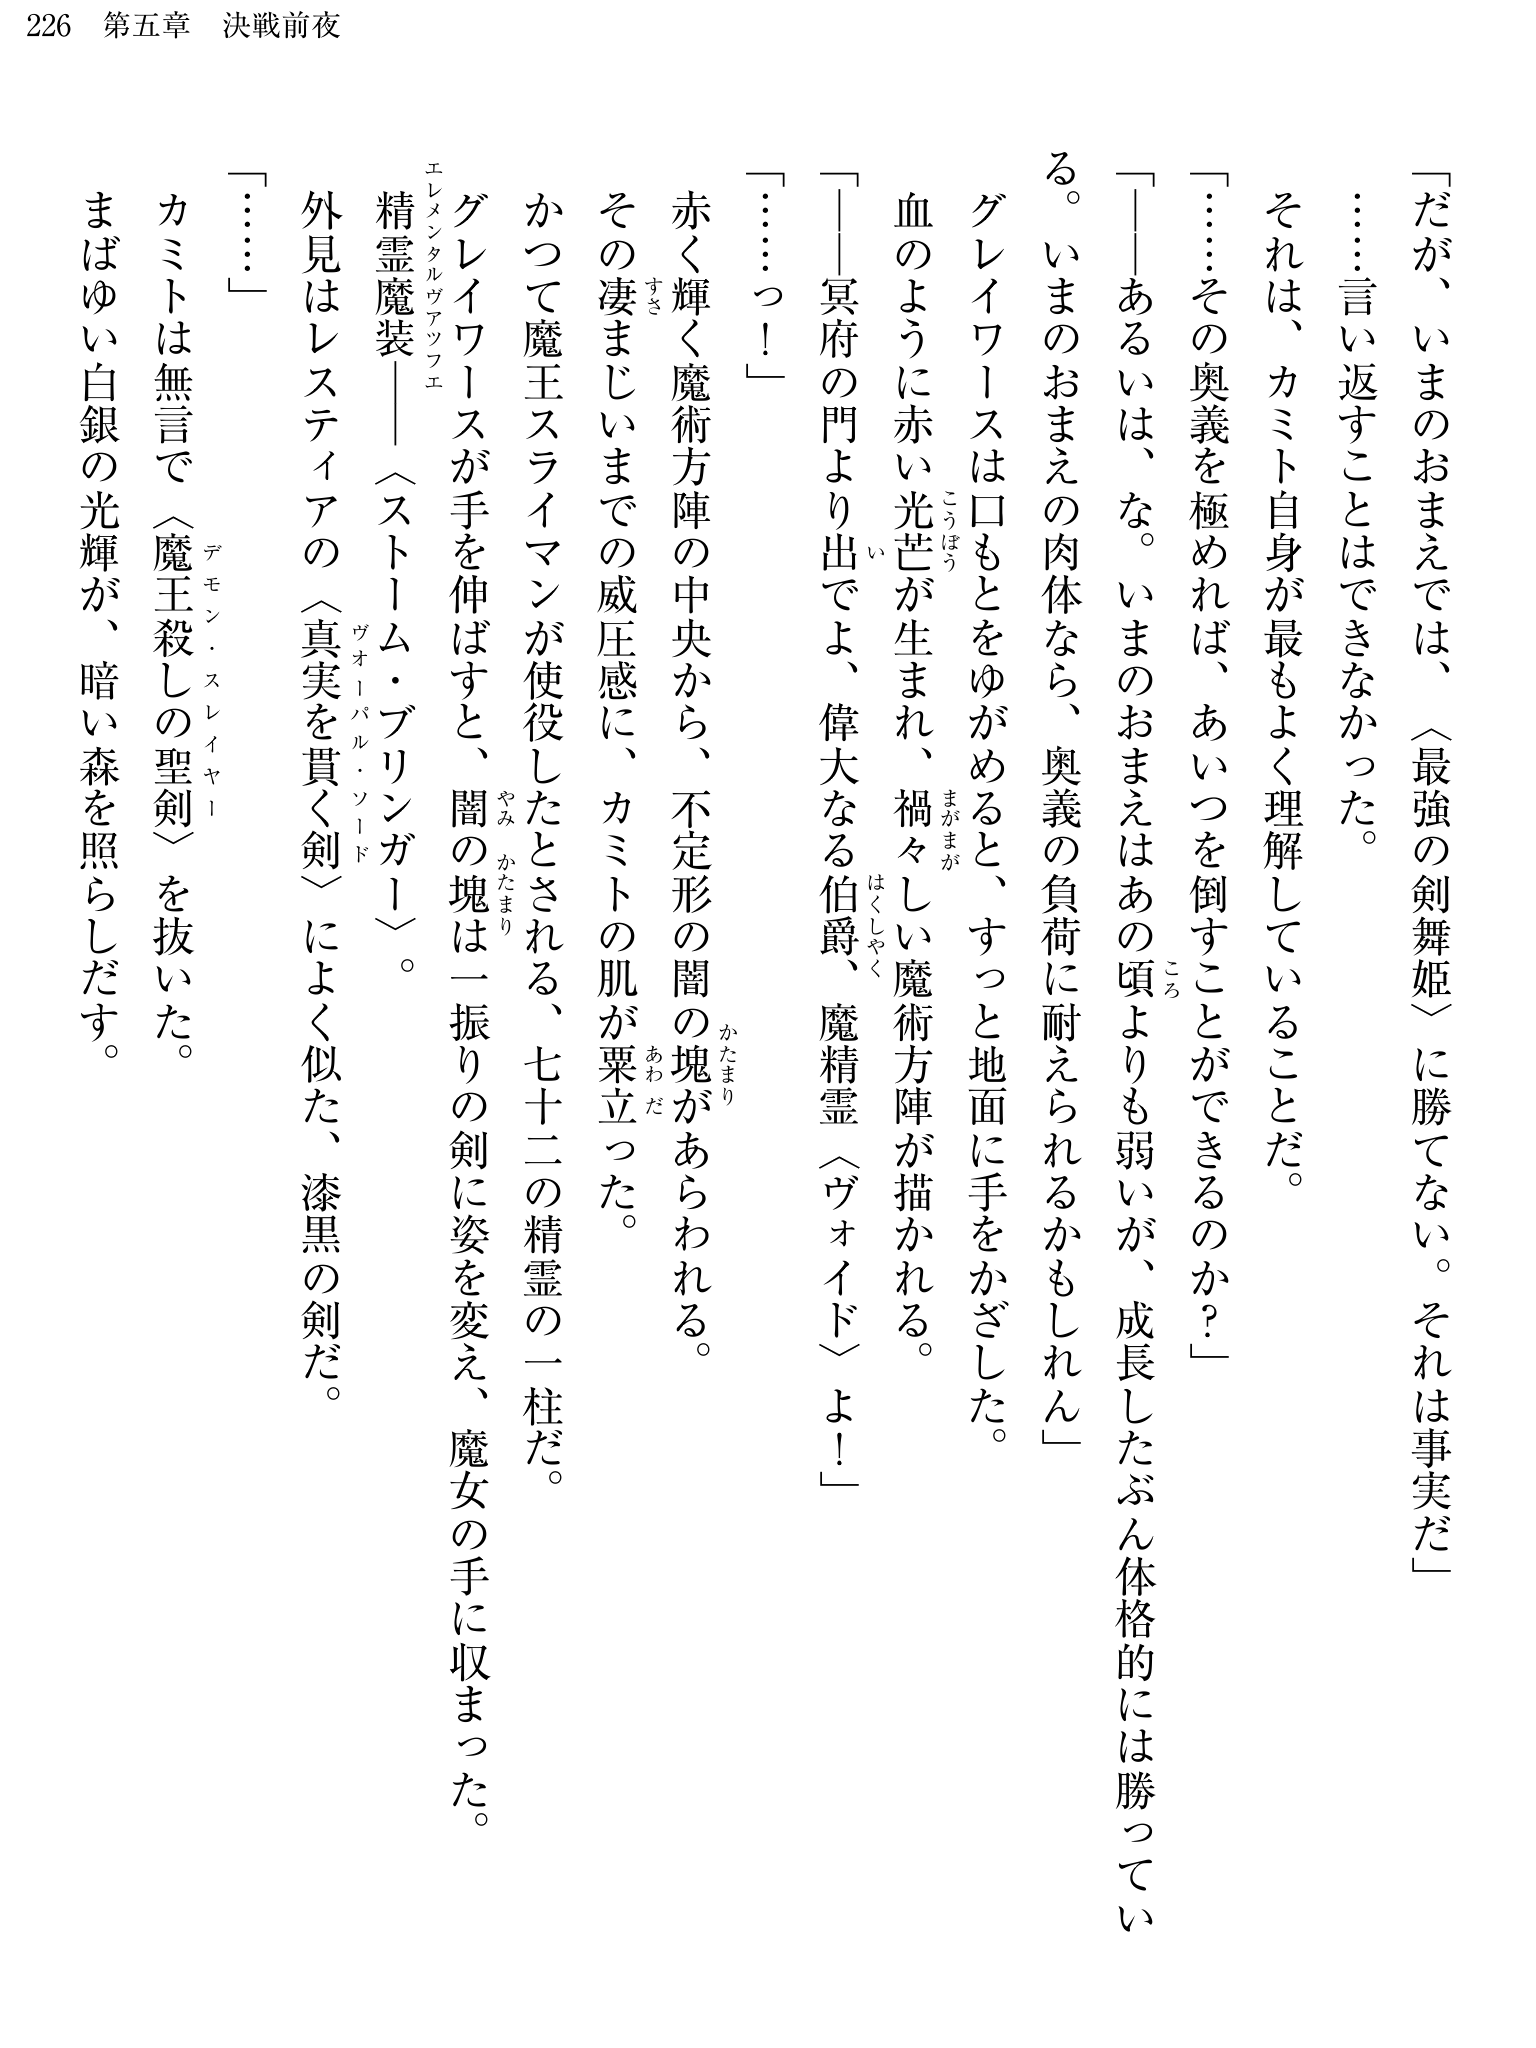 226　第五章　決戦前夜
「だが、いまのおまえでは、〈最強の剣舞姫〉に勝てない。それは事実だ」
……言い返すことはできなかった。
それは、カミト自身が最もよく理解していることだ。
「……その奥義を極めれば、あいつを倒すことができるのか？」
「――あるいは、な。いまのおまえはあの頃よりも弱いが、成長したぶん体格的には勝ってい
る。いまのおまえの肉体なら、奥義の負荷に耐えられるかもしれん」
グレイワースは口もとをゆがめると、すっと地面に手をかざした。
血のように赤い光芒が生まれ、禍々しい魔術方陣が描かれる。
「――冥府の門より出でよ、偉大なる伯爵、魔精霊〈ヴォイド〉よ！」
「……っ！」
赤く輝く魔術方陣の中央から、不定形の闇の塊があらわれる。
その凄まじいまでの威圧感に、カミトの肌が粟立った。
かつて魔王スライマンが使役したとされる、七十二の精霊の一柱だ。
グレイワースが手を伸ばすと、闇の塊は一振りの剣に姿を変え、魔女の手に収まった。
精霊魔装――〈ストーム・ブリンガー〉。
外見はレスティアの〈真実を貫く剣〉によく似た、漆黒の剣だ。
「……」
カミトは無言で〈魔王殺しの聖剣〉を抜いた。
まばゆい白銀の光輝が、暗い森を照らしだす。